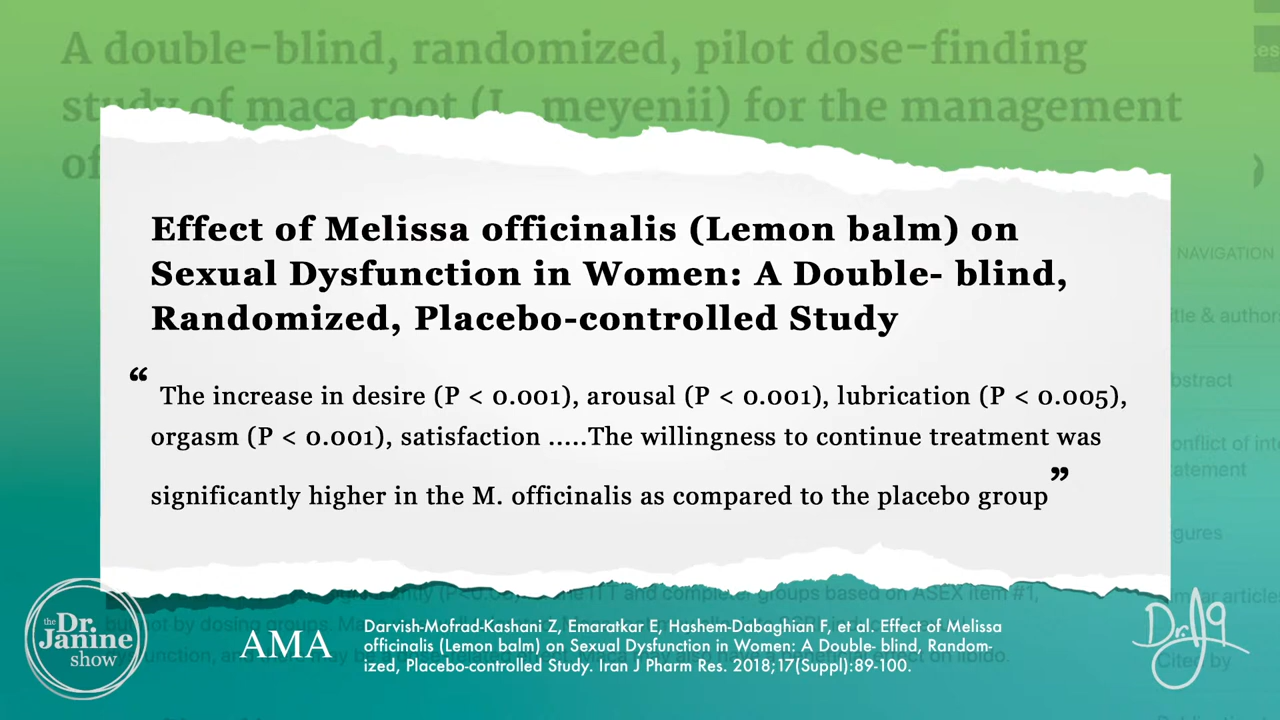 A double-blind, randomized, pilot dose-finding
study of maca root (L. meyenii) for the management
of
Effect of Melissa officinalis (Lemon balm) on
Sexual Dysfunction in Women: A Double- blind,
Randomized, Placebo-controlled Study
“ The increase in desire (P < 0.001), arousal (P < 0.001), lubrication (P < 0.005),
orgasm (P < 0.001), satisfaction .....The willingness to continue treatment was
significantly higher in the M. officinalis as compared to the placebo group”
NAVIGATION
the
Dr.
Janine
show
AMA
Darvish-Mofrad-Kashani Z, Emaratkar E, Hashem-Dabaghian F, et al. Effect of Melissa
officinalis (Lemon balm) on Sexual Dysfunction in Women: A Double- blind, Random-
ized, Placebo-controlled Study. Iran J Pharm Res. 2018;17(Suppl):89-100.
Cited by